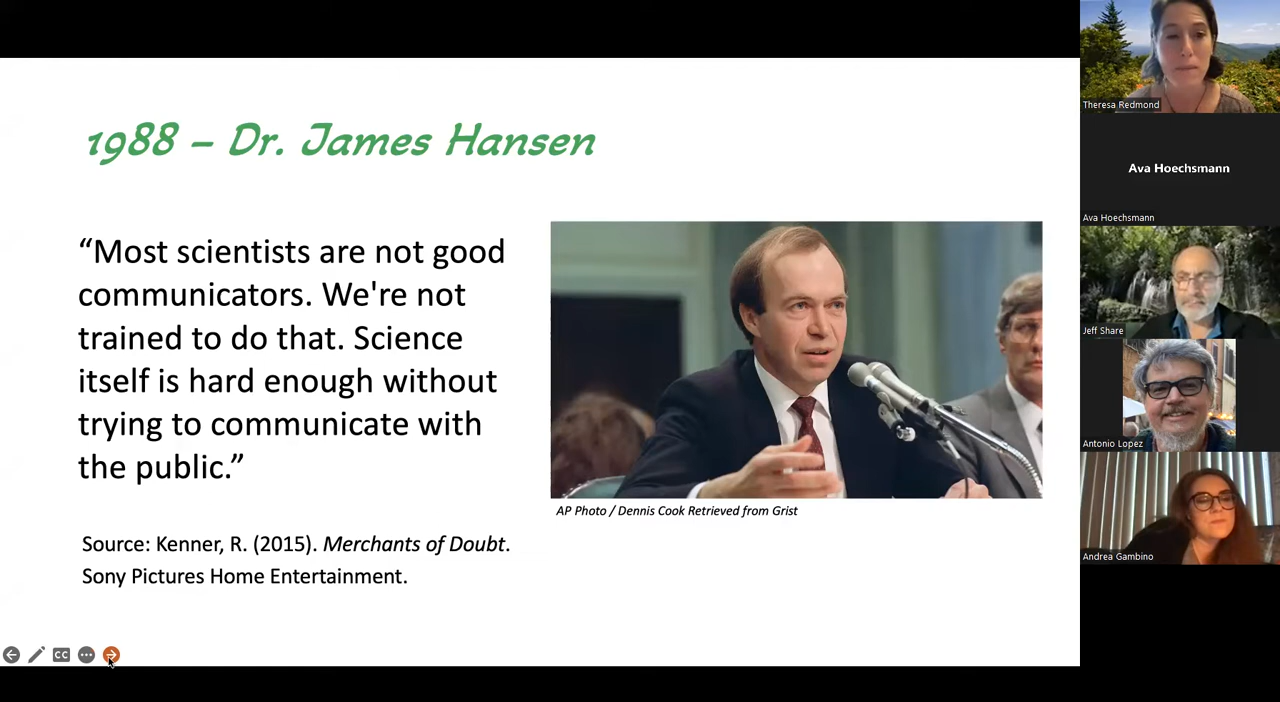 1988 – Dr. James Hansen
“Most scientists are not good
communicators. We're not
trained to do that. Science
itself is hard enough without
trying to communicate with
the public.”
AP Photo / Dennis Cook Retrieved from Grist
Source: Kenner, R. (2015). Merchants of Doubt.
Sony Pictures Home Entertainment.
CC
Theresa Redmond
Ava Hoechsmann
Ava Hoechsmann
Jeff Share
Antonio Lopez
Andrea Gambino